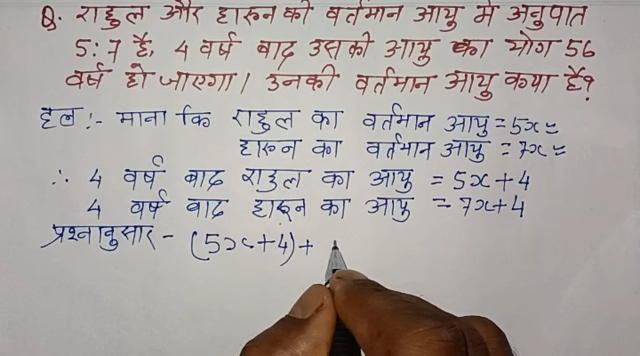 Q. राहुल और हारून की वर्तमान आयु में अनुपात
5:7 है, 4 वर्ष बाद उसकी आयु का योग 56
वर्ष हो जाएगा। उनकी वर्तमान आयु क्या है?
हल:- माना कि राहुल का वर्तमान आयु = 5x
हारून का वर्तमान आयु = 7x
∴ 4 वर्ष बाद राहुल का आयु = 5x+4
4 वर्ष बाद हारून का आयु = 7x+4
प्रश्नानुसार - (5x+4)+